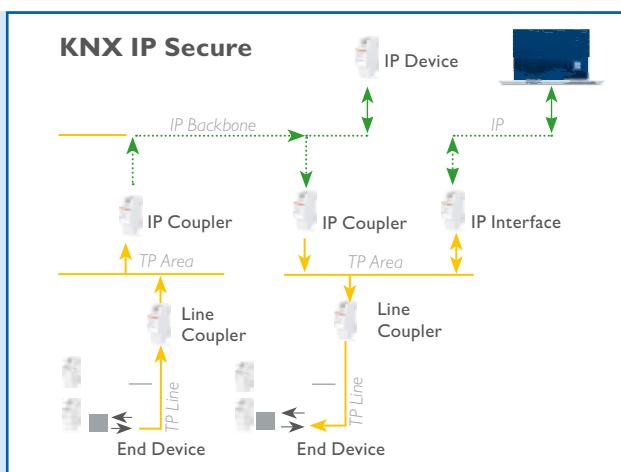 KNX IP Secure
IP Device
IP Backbone
IP
IP Coupler
IP Coupler
IP Interface
TP Area
TP Area
Line
Coupler
Line
Coupler
TP Line
TP Line
End Device
End Device